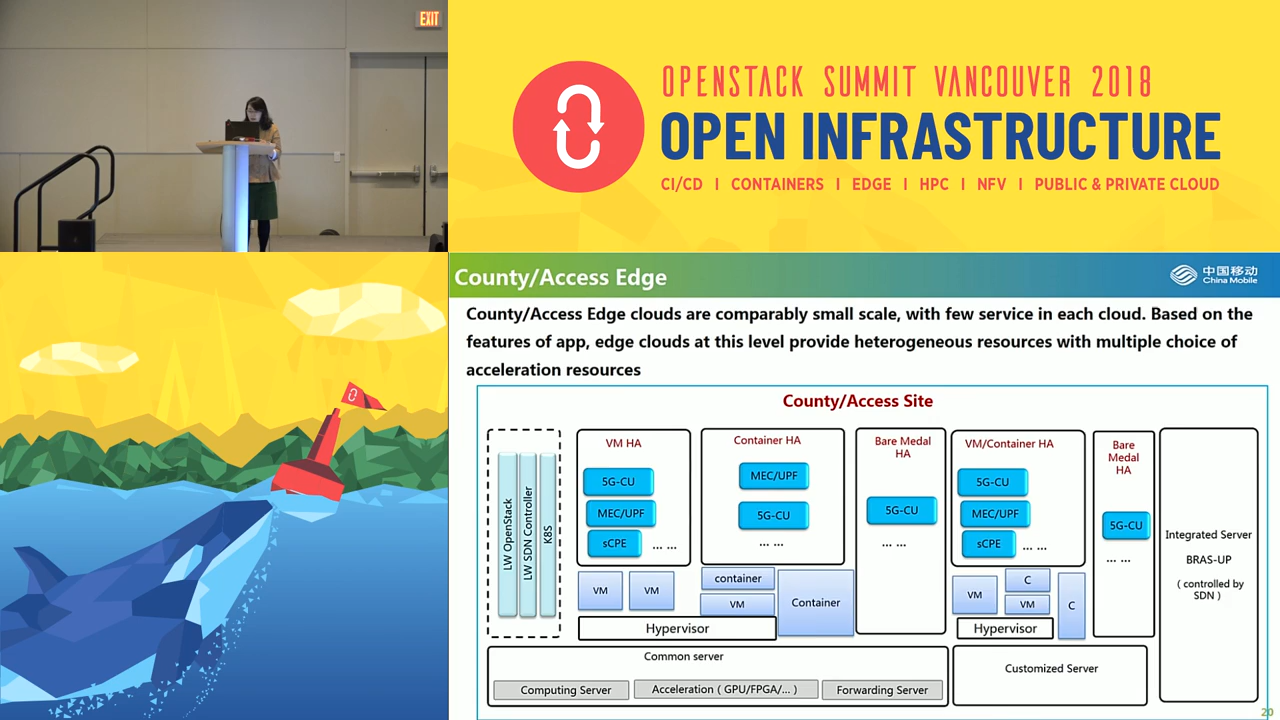 EXIT
OPENSTACK SUMMIT VANCOUVER 2018
OPEN INFRASTRUCTURE
CI/CD | CONTAINERS | EDGE | HPC | NFV | PUBLIC & PRIVATE CLOUD
County/Access Edge
中国移动
China Mobile
County/Access Edge clouds are comparably small scale, with few service in each cloud. Based on the
features of app, edge clouds at this level provide heterogeneous resources with multiple choice of
acceleration resources
County/Access Site
LW OpenStack
LW SDN Controller
K8S
VM HA
5G-CU
MEC/UPF
sCPE
... ...
VM
VM
Container HA
MEC/UPF
5G-CU
... ...
container
VM
Container
Hypervisor
Bare Medal
HA
5G-CU
... ...
VM/Container HA
5G-CU
MEC/UPF
sCPE
... ...
VM
C
VM
C
Hypervisor
Bare
Medal
HA
5G-CU
... ...
Integrated Server
BRAS-UP
( controlled by
SDN )
Common server
Computing Server
Acceleration ( GPU/FPGA/... )
Forwarding Server
Customized Server
20